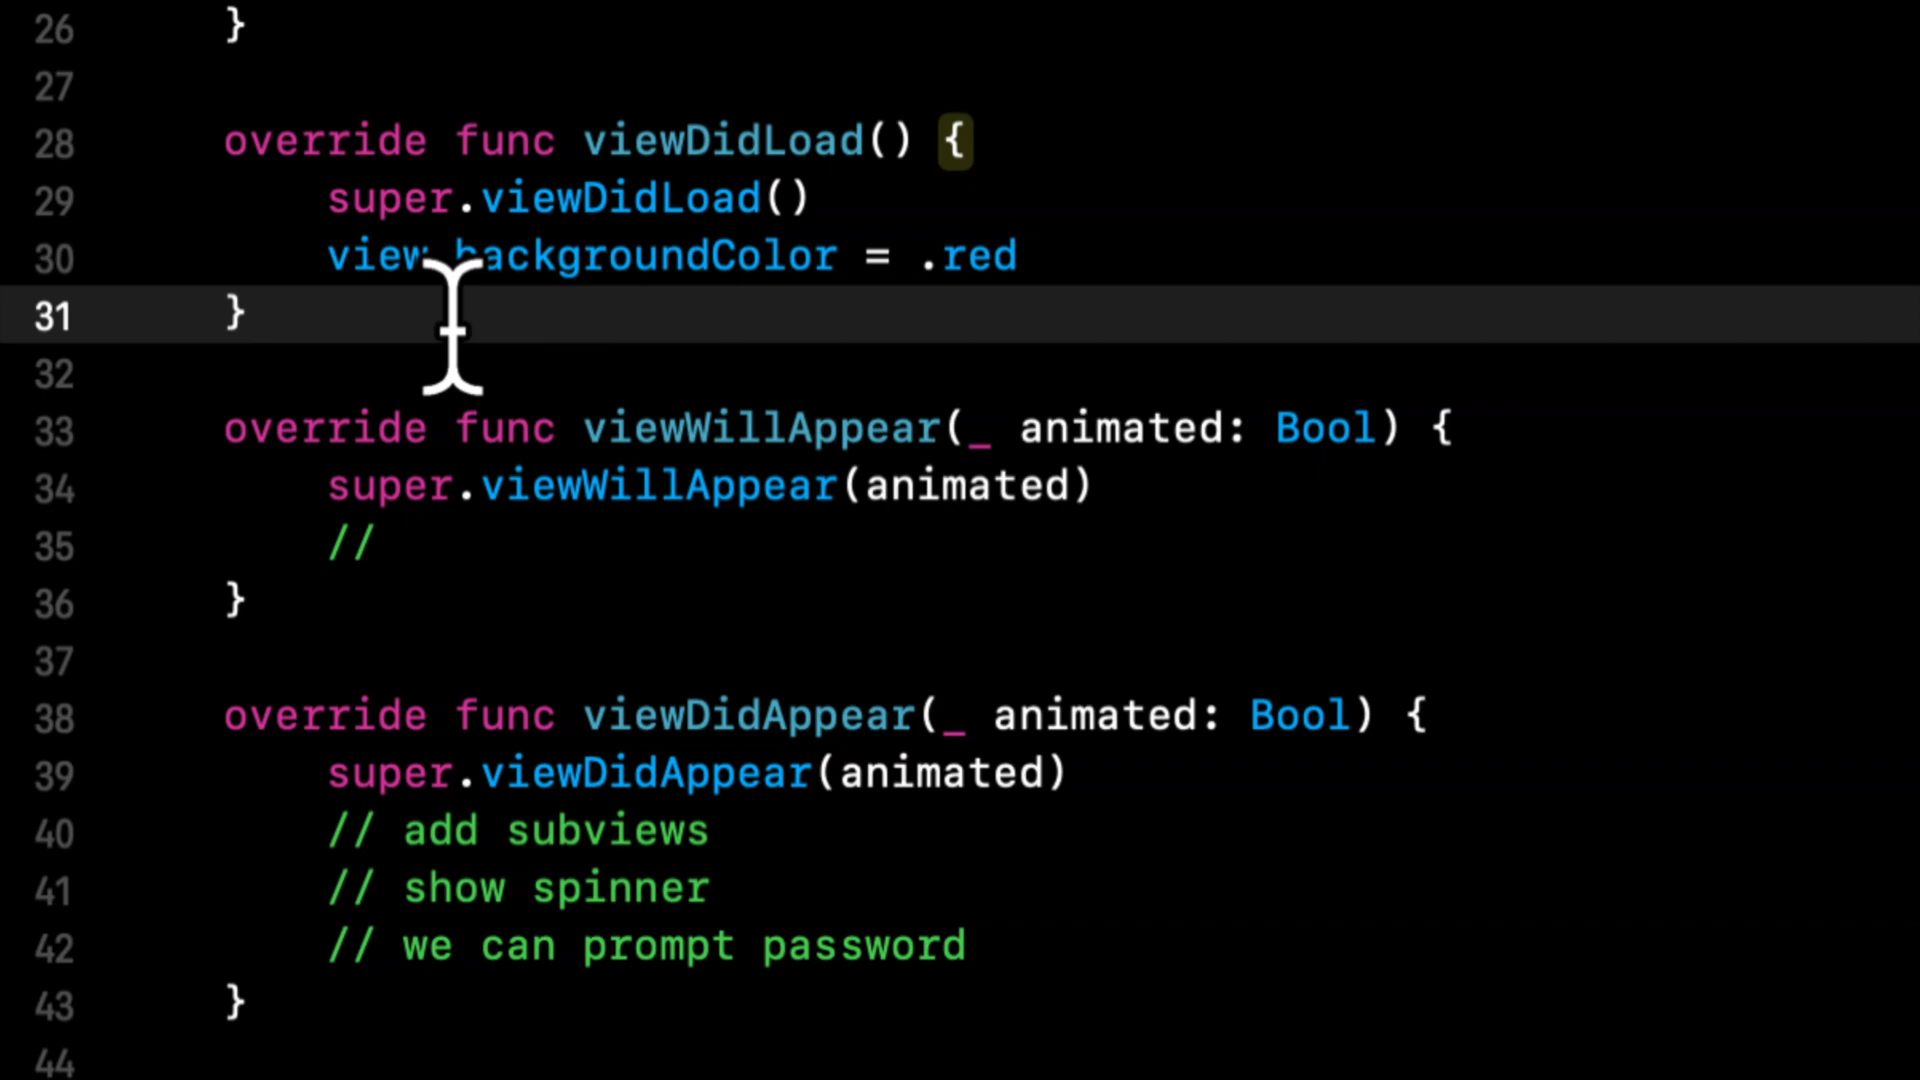 26 }
27
28 override func viewDidLoad() {
29 super.viewDidLoad()
30 view.backgroundColor = .red
31 }
32
33 override func viewWillAppear(_ animated: Bool) {
34 super.viewWillAppear(animated)
35 //
36 }
37
38 override func viewDidAppear(_ animated: Bool) {
39 super.viewDidAppear(animated)
40 // add subviews
41 // show spinner
42 // we can prompt password
43 }
44